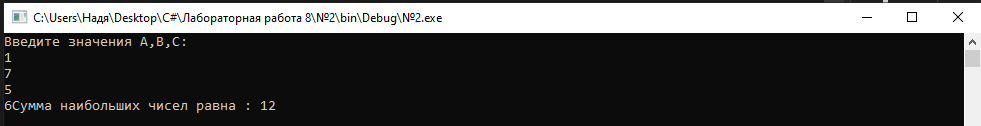 C:\Users\Надя\Desktop\C#\Лабораторная работа 8\№2\bin\Debug\№2.exe
Введите значения A,B,C:
1
7
5
6Сумма наибольших чисел равна : 12